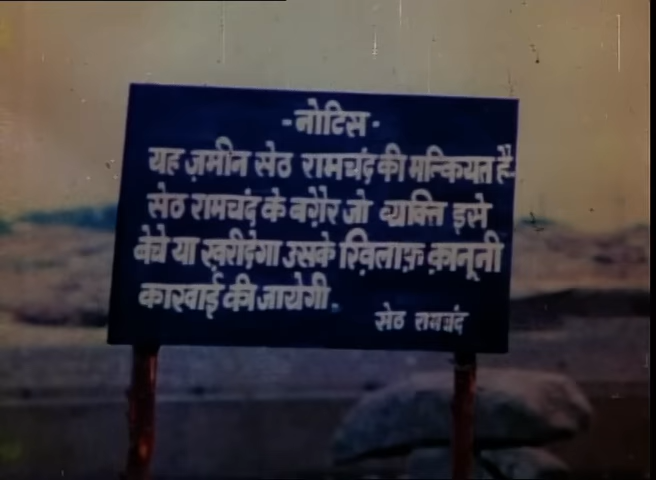 -नोटिस-
यह ज़मीन सेठ रामचंद की मल्कियत है-
सेठ रामचंद के बग़ैर जो व्यक्ति इसे
बेचे या ख़रीदेगा उसके ख़िलाफ़ क़ानूनी
कारवाई की जायेगी.
सेठ रामचंद